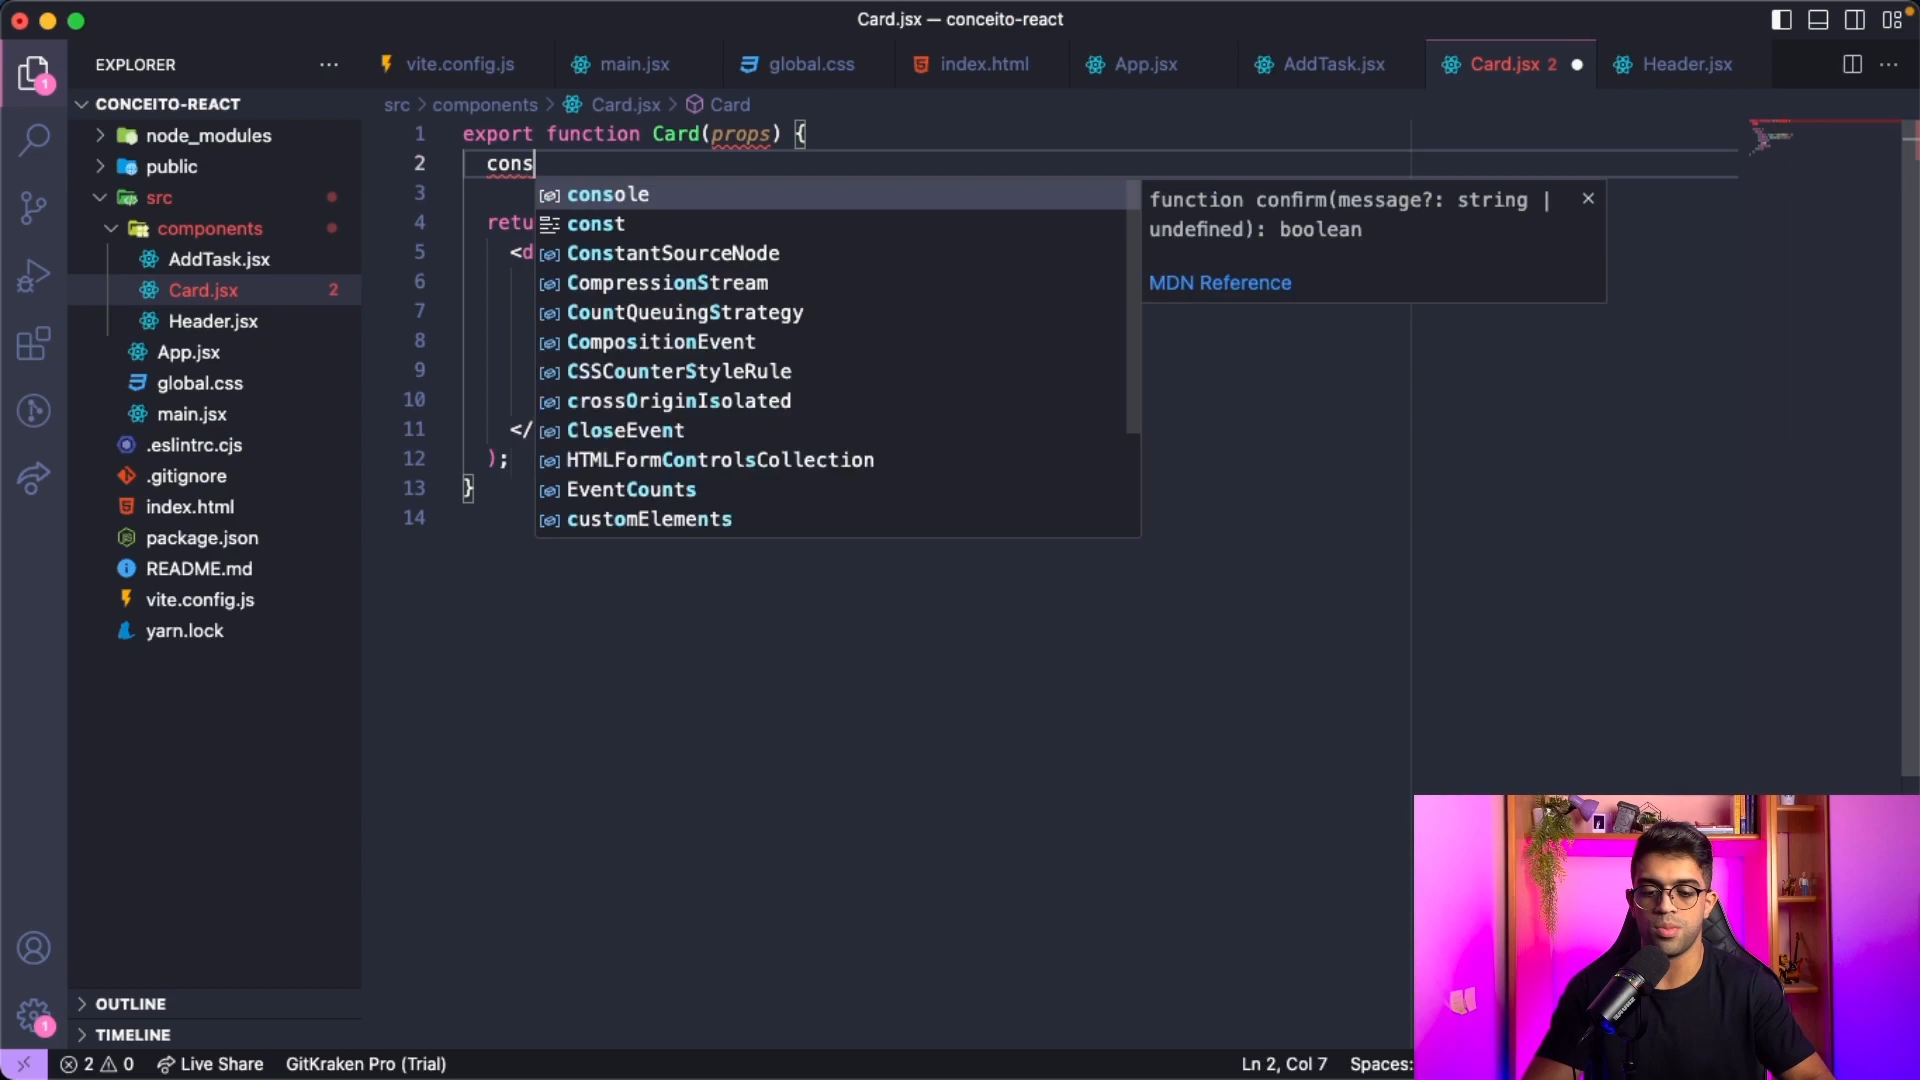 Card.jsx — conceito-react
EXPLORER
vite.config.js
main.jsx
global.css
index.html
App.jsx
AddTask.jsx
Card.jsx 2
Header.jsx
CONCEITO-REACT
node_modules
public
src
components
AddTask.jsx
Card.jsx 2
Header.jsx
App.jsx
global.css
main.jsx
.eslintrc.cjs
.gitignore
index.html
package.json
README.md
vite.config.js
yarn.lock
OUTLINE
TIMELINE
src > components > Card.jsx > Card
1 export function Card(props) {
2 cons
3
4 retu
5 <d
6
7
8
9
10
11 </
12 );
13 }
14
console
const
ConstantSourceNode
CompressionStream
CountQueuingStrategy
CompositionEvent
CSSCounterStyleRule
crossOriginIsolated
CloseEvent
HTMLFormControlsCollection
EventCounts
customElements
function confirm(message?: string |
undefined): boolean
MDN Reference
1
1
2 0 Live Share GitKraken Pro (Trial)
Ln 2, Col 7 Spaces: